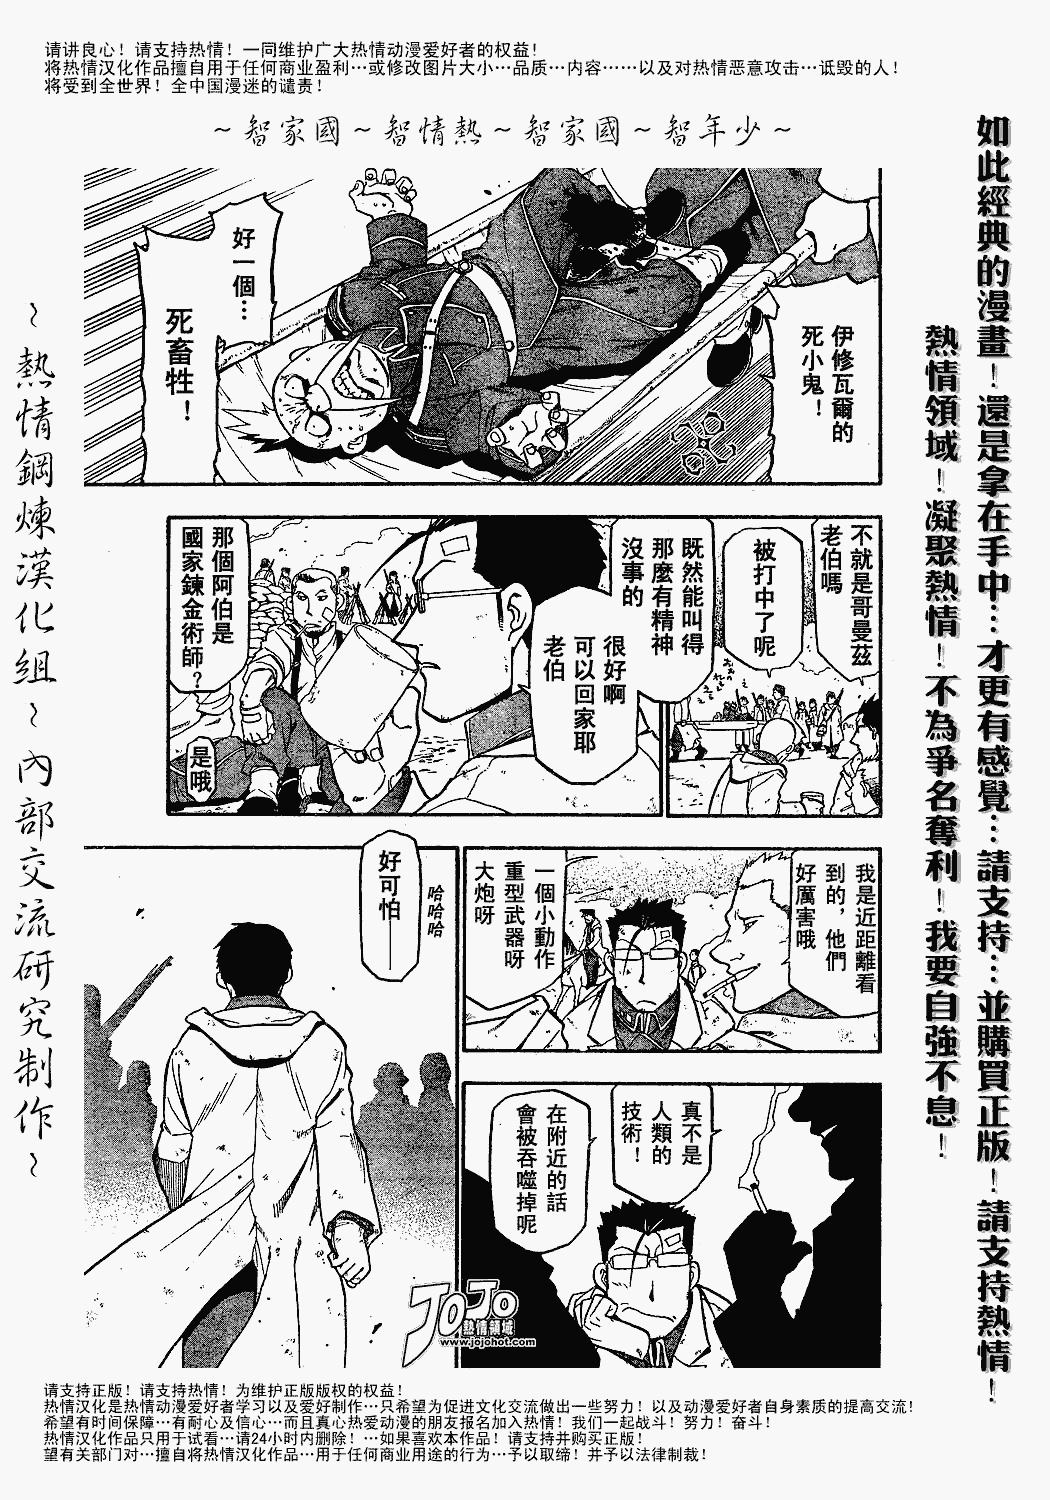 请讲良心！请支持热情！一同维护广大热情动漫爱好者的权益！
将热情汉化作品擅自用于任何商业盈利…或修改图片大小…品质…内容……以及对热情恶意攻击…诋毁的人！
将受到全世界！全中国漫迷的谴责！
～智家國～智情熱～智家國～智年少～
如此經典的漫畫！還是拿在手中…才更有感覺…請支持…並購買正版！請支持熱情！
熱情領域！凝聚熱情！不為爭名奪利！我要自強不息！
～熱情鋼煉漢化組～內部交流研究制作～
伊修瓦爾的
死小鬼！
好一個…
死畜牲！
不就是哥曼茲
老伯嗎
被打中了呢
既然能叫得
那麼有精神
沒事的
很好啊
可以回家耶
老伯
那個阿伯是
國家鍊金術師？
是哦
我是近距離看
到的，他們
好厲害哦
一個小動作
重型武器呀
大炮呀
真不是
人類的
技術！
在附近的話
會被吞噬掉呢
好可怕
哈哈哈
JoJo
熱情領域
www.jojohot.com
请支持正版！请支持热情！为维护正版版权的权益！
热情汉化是热情动漫爱好者学习以及爱好制作…只希望为促进文化交流做出一些努力！以及动漫爱好者自身素质的提高交流！
希望有时间保障…有耐心及信心…而且真心热爱动漫的朋友报名加入热情！我们一起战斗！努力！奋斗！
热情汉化作品只用于试看…请24小时内删除！…如果喜欢本作品！请支持并购买正版！
望有关部门对…擅自将热情汉化作品…用于任何商业用途的行为…予以取缔！并予以法律制裁！